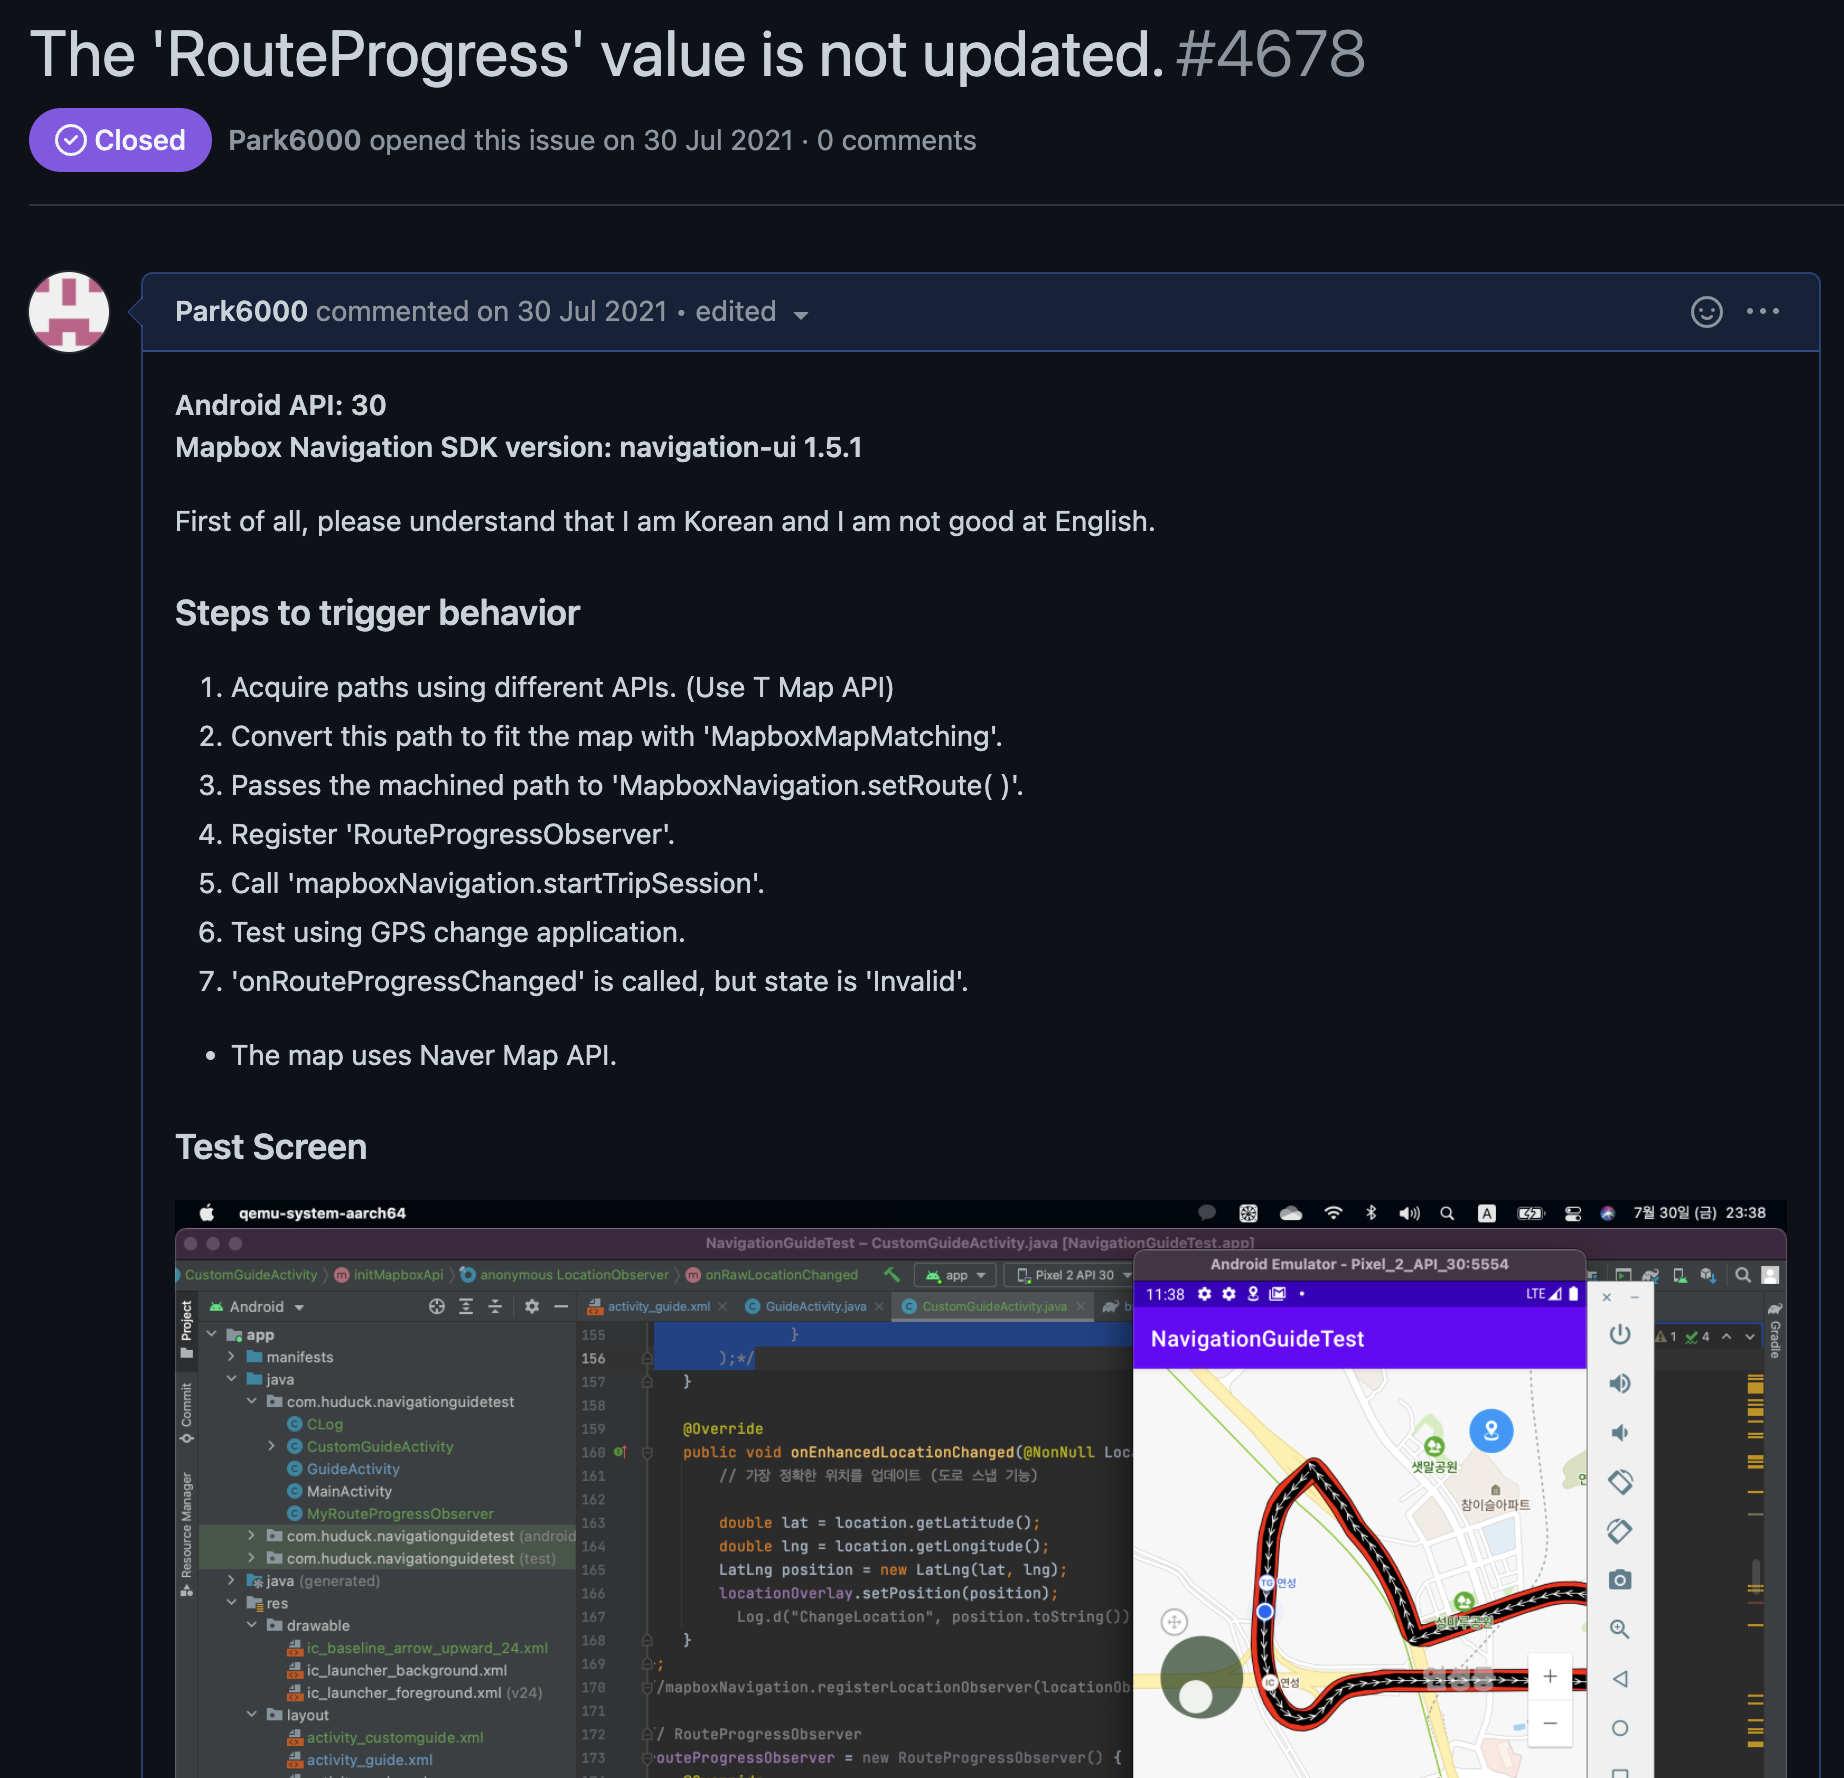 The 'RouteProgress' value is not updated. #4678
Closed Park6000 opened this issue on 30 Jul 2021 · 0 comments
Park6000 commented on 30 Jul 2021 • edited
Android API: 30
Mapbox Navigation SDK version: navigation-ui 1.5.1
First of all, please understand that I am Korean and I am not good at English.
Steps to trigger behavior
1. Acquire paths using different APIs. (Use T Map API)
2. Convert this path to fit the map with 'MapboxMapMatching'.
3. Passes the machined path to 'MapboxNavigation.setRoute( )'.
4. Register 'RouteProgressObserver'.
5. Call 'mapboxNavigation.startTripSession'.
6. Test using GPS change application.
7. 'onRouteProgressChanged' is called, but state is 'Invalid'.
• The map uses Naver Map API.
Test Screen
qemu-system-aarch64 A 7월 30일 (금) 23:38
NavigationGuideTest – CustomGuideActivity.java [NavigationGuideTest.app]
CustomGuideActivity initMapboxApi anonymous LocationObserver onRawLocationChanged app Pixel 2 API 30
Android activity_guide.xml GuideActivity.java CustomGuideActivity.java
Project
Commit
Resource Manager
app
manifests
java
com.huduck.navigationguidetest
CLog
CustomGuideActivity
GuideActivity
MainActivity
MyRouteProgressObserver
com.huduck.navigationguidetest (android
com.huduck.navigationguidetest (test)
java (generated)
res
drawable
ic_baseline_arrow_upward_24.xml
ic_launcher_background.xml
ic_launcher_foreground.xml (v24)
layout
activity_customguide.xml
activity_guide.xml
155 }
156 );*/
157 }
158
159 @Override
160 public void onEnhancedLocationChanged(@NonNull Loc
161 // 가장 정확한 위치를 업데이트 (도로 스냅 기능)
162
163 double lat = location.getLatitude();
164 double lng = location.getLongitude();
165 LatLng position = new LatLng(lat, lng);
166 locationOverlay.setPosition(position);
167 Log.d("ChangeLocation", position.toString())
168 }
169 ;
170 /mapboxNavigation.registerLocationObserver(locationOb
171
172 / RouteProgressObserver
173 outeProgressObserver = new RouteProgressObserver() {
Android Emulator - Pixel_2_API_30:5554
11:38 LTE
NavigationGuideTest
샛말공원
참이슬아파트
TG 연성
IC 연성
1 4
Gradle